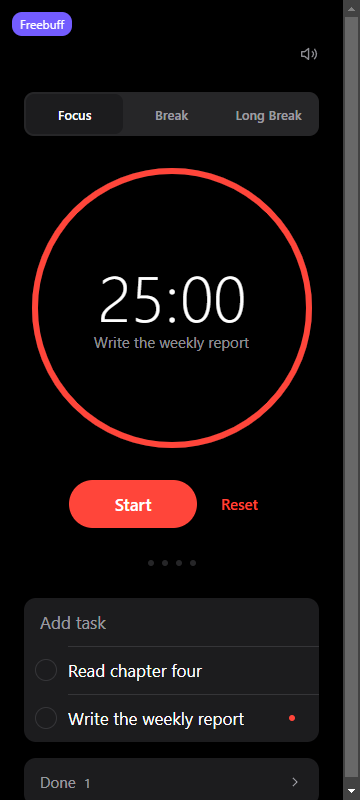 Freebuff
Focus Break Long Break
25:00
Write the weekly report
Start Reset
Add task
Read chapter four
Write the weekly report
Done 1